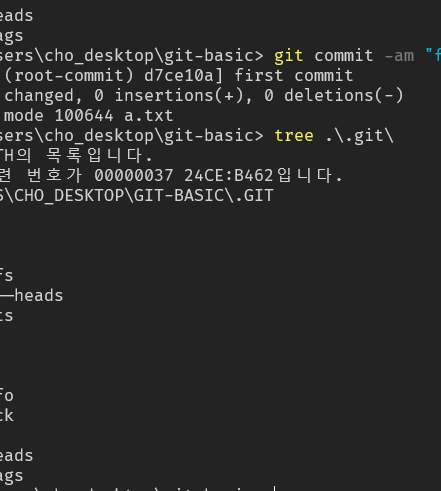 eads
ags
sers\cho_desktop\git-basic> git commit -am "f
(root-commit) d7ce10a] first commit
changed, 0 insertions(+), 0 deletions(-)
mode 100644 a.txt
sers\cho_desktop\git-basic> tree .\.git\
TH의 목록입니다.
련 번호가 00000037 24CE:B462입니다.
S\CHO_DESKTOP\GIT-BASIC\.GIT
fs
─heads
ts
fo
ck
eads
ags